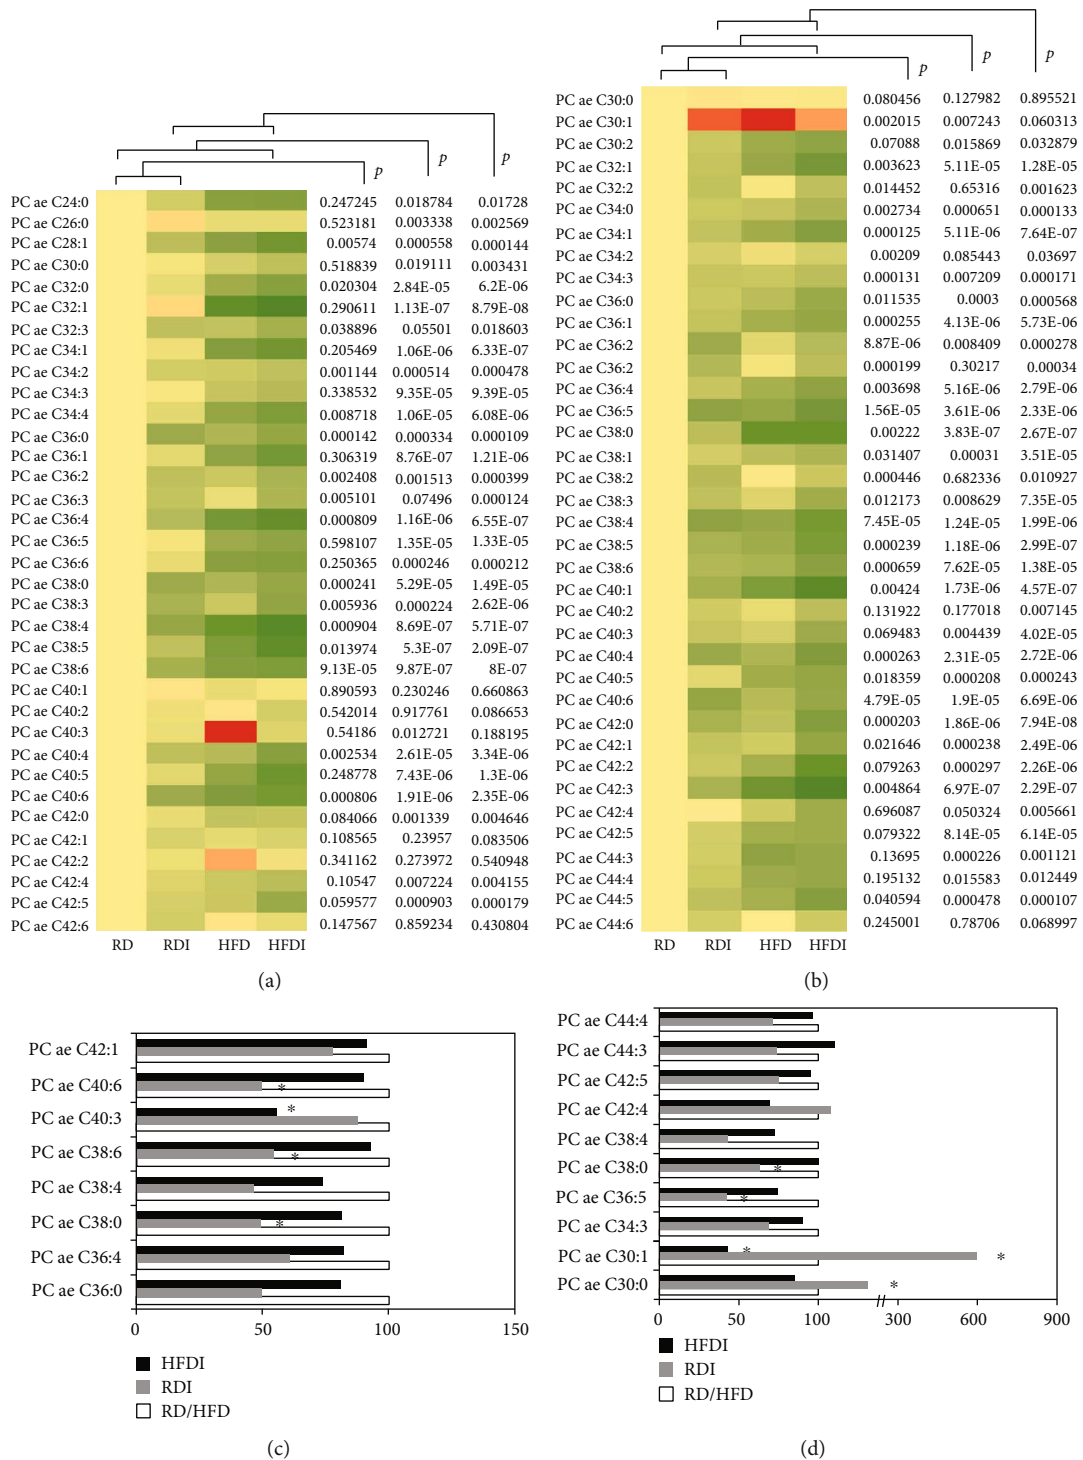 p
p
p
PC ae C24:0 0.247245 0.018784 0.01728
PC ae C26:0 0.523181 0.003338 0.002569
PC ae C28:1 0.00574 0.000558 0.000144
PC ae C30:0 0.518839 0.019111 0.003431
PC ae C32:0 0.020304 2.84E-05 6.2E-06
PC ae C32:1 0.290611 1.13E-07 8.79E-08
PC ae C32:3 0.038896 0.05501 0.018603
PC ae C34:1 0.205469 1.06E-06 6.33E-07
PC ae C34:2 0.001144 0.000514 0.000478
PC ae C34:3 0.338532 9.35E-05 9.39E-05
PC ae C34:4 0.008718 1.06E-05 6.08E-06
PC ae C36:0 0.000142 0.000334 0.000109
PC ae C36:1 0.306319 8.76E-07 1.21E-06
PC ae C36:2 0.002408 0.001513 0.000399
PC ae C36:3 0.005101 0.07496 0.000124
PC ae C36:4 0.000809 1.16E-06 6.55E-07
PC ae C36:5 0.598107 1.35E-05 1.33E-05
PC ae C36:6 0.250365 0.000246 0.000212
PC ae C38:0 0.000241 5.29E-05 1.49E-05
PC ae C38:3 0.005936 0.000224 2.62E-06
PC ae C38:4 0.000904 8.69E-07 5.71E-07
PC ae C38:5 0.013974 5.3E-07 2.09E-07
PC ae C38:6 9.13E-05 9.87E-07 8E-07
PC ae C40:1 0.890593 0.230246 0.660863
PC ae C40:2 0.542014 0.917761 0.086653
PC ae C40:3 0.54186 0.012721 0.188195
PC ae C40:4 0.002534 2.61E-05 3.34E-06
PC ae C40:5 0.248778 7.43E-06 1.3E-06
PC ae C40:6 0.000806 1.91E-06 2.35E-06
PC ae C42:0 0.084066 0.001339 0.004646
PC ae C42:1 0.108565 0.23957 0.083506
PC ae C42:2 0.341162 0.273972 0.540948
PC ae C42:4 0.10547 0.007224 0.004155
PC ae C42:5 0.059577 0.000903 0.000179
PC ae C42:6 0.147567 0.859234 0.430804
RD RDI HFD HFDI
(a)
p
p
p
PC ae C30:0 0.080456 0.127982 0.895521
PC ae C30:1 0.002015 0.007243 0.060313
PC ae C30:2 0.07088 0.015869 0.032879
PC ae C32:1 0.003623 5.11E-05 1.28E-05
PC ae C32:2 0.014452 0.65316 0.001623
PC ae C34:0 0.002734 0.000651 0.000133
PC ae C34:1 0.000125 5.11E-06 7.64E-07
PC ae C34:2 0.00209 0.085443 0.03697
PC ae C34:3 0.000131 0.007209 0.000171
PC ae C36:0 0.011535 0.0003 0.000568
PC ae C36:1 0.000255 4.13E-06 5.73E-06
PC ae C36:2 8.87E-06 0.008409 0.000278
PC ae C36:2 0.000199 0.30217 0.00034
PC ae C36:4 0.003698 5.16E-06 2.79E-06
PC ae C36:5 1.56E-05 3.61E-06 2.33E-06
PC ae C38:0 0.00222 3.83E-07 2.67E-07
PC ae C38:1 0.031407 0.00031 3.51E-05
PC ae C38:2 0.000446 0.682336 0.010927
PC ae C38:3 0.012173 0.008629 7.35E-05
PC ae C38:4 7.45E-05 1.24E-05 1.99E-06
PC ae C38:5 0.000239 1.18E-06 2.99E-07
PC ae C38:6 0.000659 7.62E-05 1.38E-05
PC ae C40:1 0.00424 1.73E-06 4.57E-07
PC ae C40:2 0.131922 0.177018 0.007145
PC ae C40:3 0.069483 0.004439 4.02E-05
PC ae C40:4 0.000263 2.31E-05 2.72E-06
PC ae C40:5 0.018359 0.000208 0.000243
PC ae C40:6 4.79E-05 1.9E-05 6.69E-06
PC ae C42:0 0.000203 1.86E-06 7.94E-08
PC ae C42:1 0.021646 0.000238 2.49E-06
PC ae C42:2 0.079263 0.000297 2.26E-06
PC ae C42:3 0.004864 6.97E-07 2.29E-07
PC ae C42:4 0.696087 0.050324 0.005661
PC ae C42:5 0.079322 8.14E-05 6.14E-05
PC ae C44:3 0.13695 0.000226 0.001121
PC ae C44:4 0.195132 0.015583 0.012449
PC ae C44:5 0.040594 0.000478 0.000107
PC ae C44:6 0.245001 0.78706 0.068997
RD RDI HFD HFDI
(b)
PC ae C42:1
PC ae C40:6 *
PC ae C40:3 *
PC ae C38:6 *
PC ae C38:4
PC ae C38:0 *
PC ae C36:4
PC ae C36:0
0 50 100 150
HFDI
RDI
RD/HFD
(c)
PC ae C44:4
PC ae C44:3
PC ae C42:5
PC ae C42:4
PC ae C38:4
PC ae C38:0 *
PC ae C36:5 *
PC ae C34:3
PC ae C30:1 * *
PC ae C30:0 *
0 50 100 300 600 900
HFDI
RDI
RD/HFD
(d)